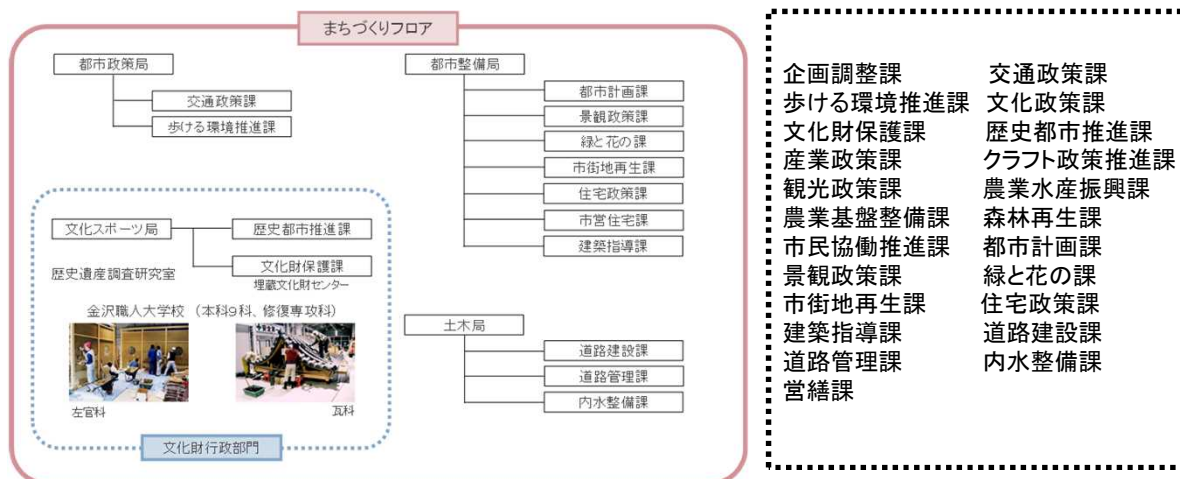 まちづくりフロア
都市政策局
交通政策課
歩ける環境推進課
文化スポーツ局
歴史都市推進課
文化財保護課
埋蔵文化財センター
歴史遺産調査研究室
金沢職人大学校 （本科9科、修復専攻科）
左官科
瓦科
文化財行政部門
都市整備局
都市計画課
景観政策課
緑と花の課
市街地再生課
住宅政策課
市営住宅課
建築指導課
土木局
道路建設課
道路管理課
内水整備課
企画調整課 交通政策課
歩ける環境推進課 文化政策課
文化財保護課 歴史都市推進課
産業政策課 クラフト政策推進課
観光政策課 農業水産振興課
農業基盤整備課 森林再生課
市民協働推進課 都市計画課
景観政策課 緑と花の課
市街地再生課 住宅政策課
建築指導課 道路建設課
道路管理課 内水整備課
営繕課